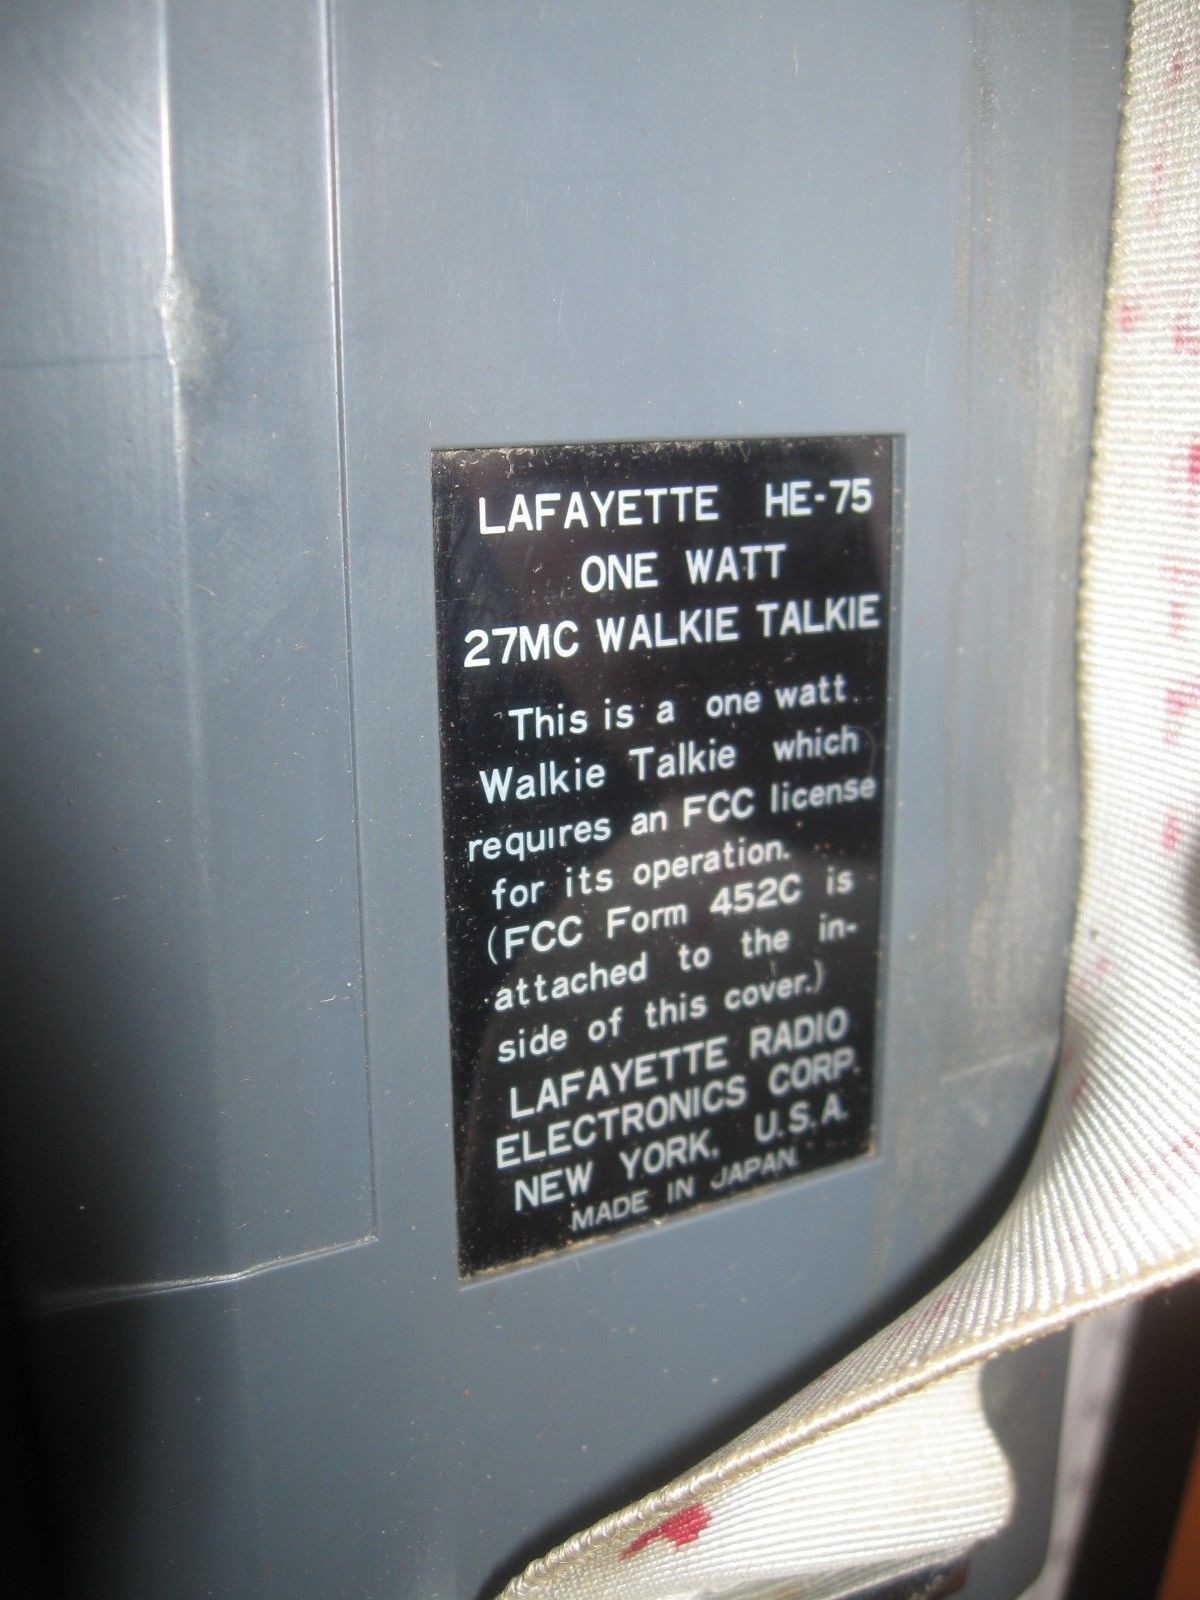 LAFAYETTE HE-75
ONE WATT
27MC WALKIE TALKIE
This is a one watt
Walkie Talkie which
requires an FCC license
for its operation.
(FCC Form 452C is
attached to the in-
side of this cover.)
LAFAYETTE RADIO
ELECTRONICS CORP.
NEW YORK, U.S.A.
MADE IN JAPAN.